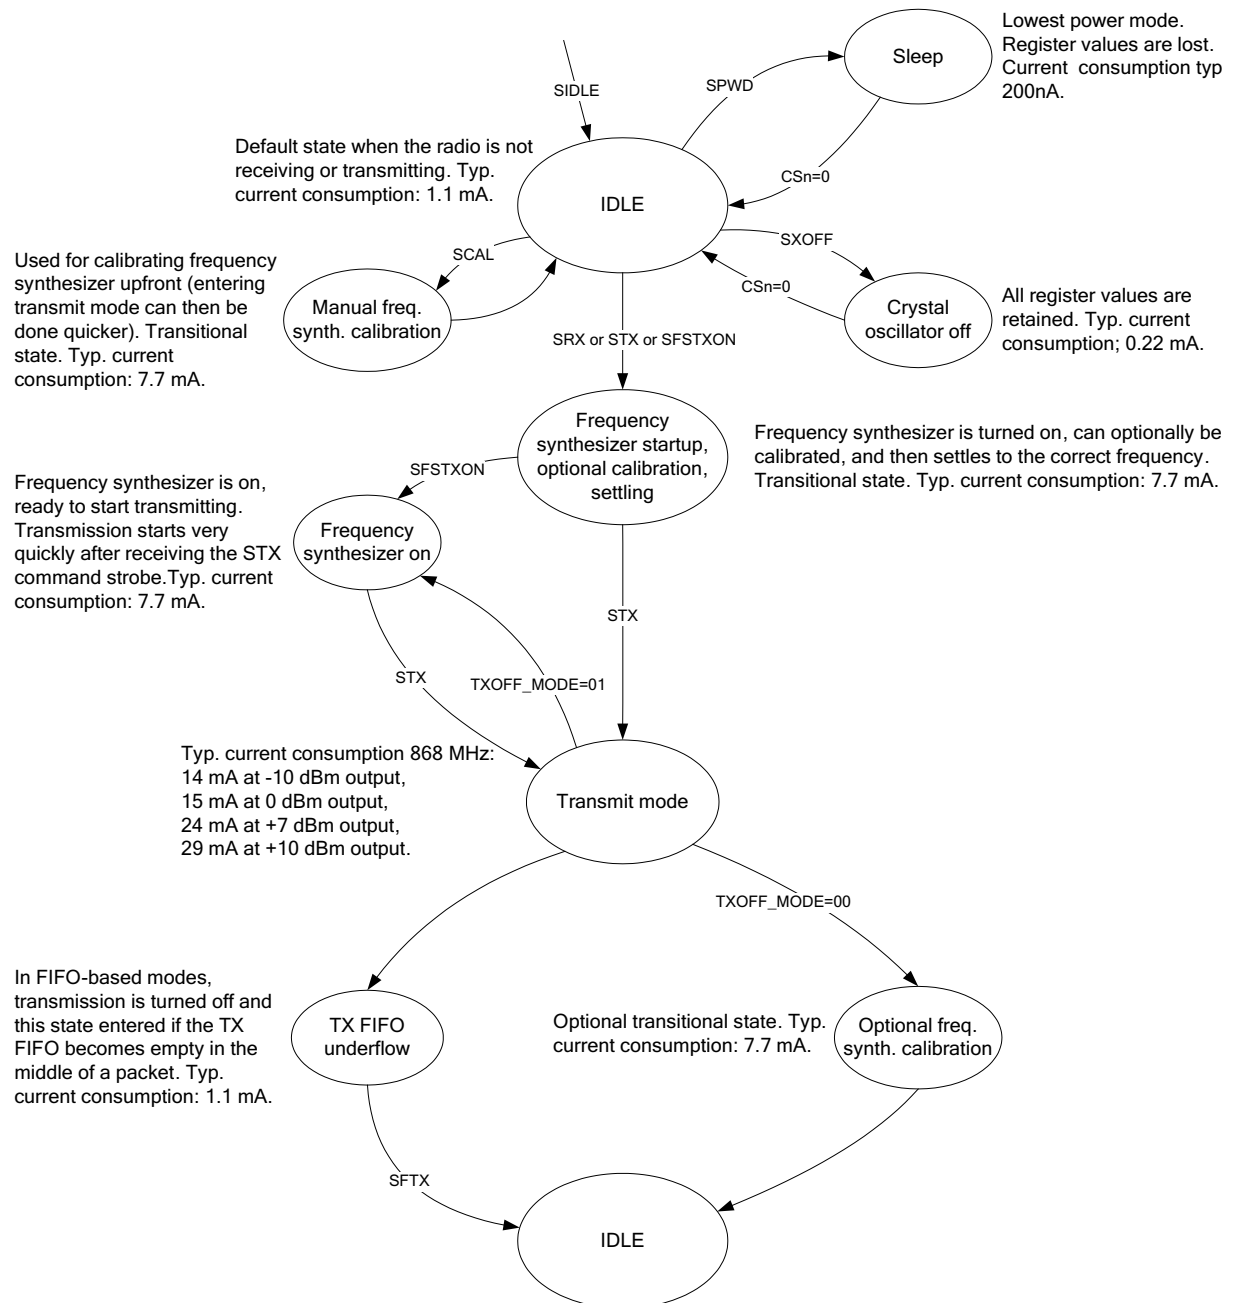 Lowest power mode.
Register values are lost.
Current consumption typ
200nA.
Sleep
SIDLE
SPWD
Default state when the radio is not
receiving or transmitting. Typ.
current consumption: 1.1 mA.
CSn=0
IDLE
SXOFF
SCAL
Used for calibrating frequency
synthesizer upfront (entering
transmit mode can then be
done quicker). Transitional
state. Typ. current
consumption: 7.7 mA.
Manual freq.
synth. calibration
CSn=0
Crystal
oscillator off
All register values are
retained. Typ. current
consumption; 0.22 mA.
SRX or STX or SFSTXON
Frequency
synthesizer startup,
optional calibration,
settling
Frequency synthesizer is turned on, can optionally be
calibrated, and then settles to the correct frequency.
Transitional state. Typ. current consumption: 7.7 mA.
SFSTXON
Frequency synthesizer is on,
ready to start transmitting.
Transmission starts very
quickly after receiving the STX
command strobe.Typ. current
consumption: 7.7 mA.
Frequency
synthesizer on
STX
STX
TXOFF_MODE=01
Typ. current consumption 868 MHz:
14 mA at -10 dBm output,
15 mA at 0 dBm output,
24 mA at +7 dBm output,
29 mA at +10 dBm output.
Transmit mode
TXOFF_MODE=00
In FIFO-based modes,
transmission is turned off and
this state entered if the TX
FIFO becomes empty in the
middle of a packet. Typ.
current consumption: 1.1 mA.
TX FIFO
underflow
Optional transitional state. Typ.
current consumption: 7.7 mA.
Optional freq.
synth. calibration
SFTX
IDLE